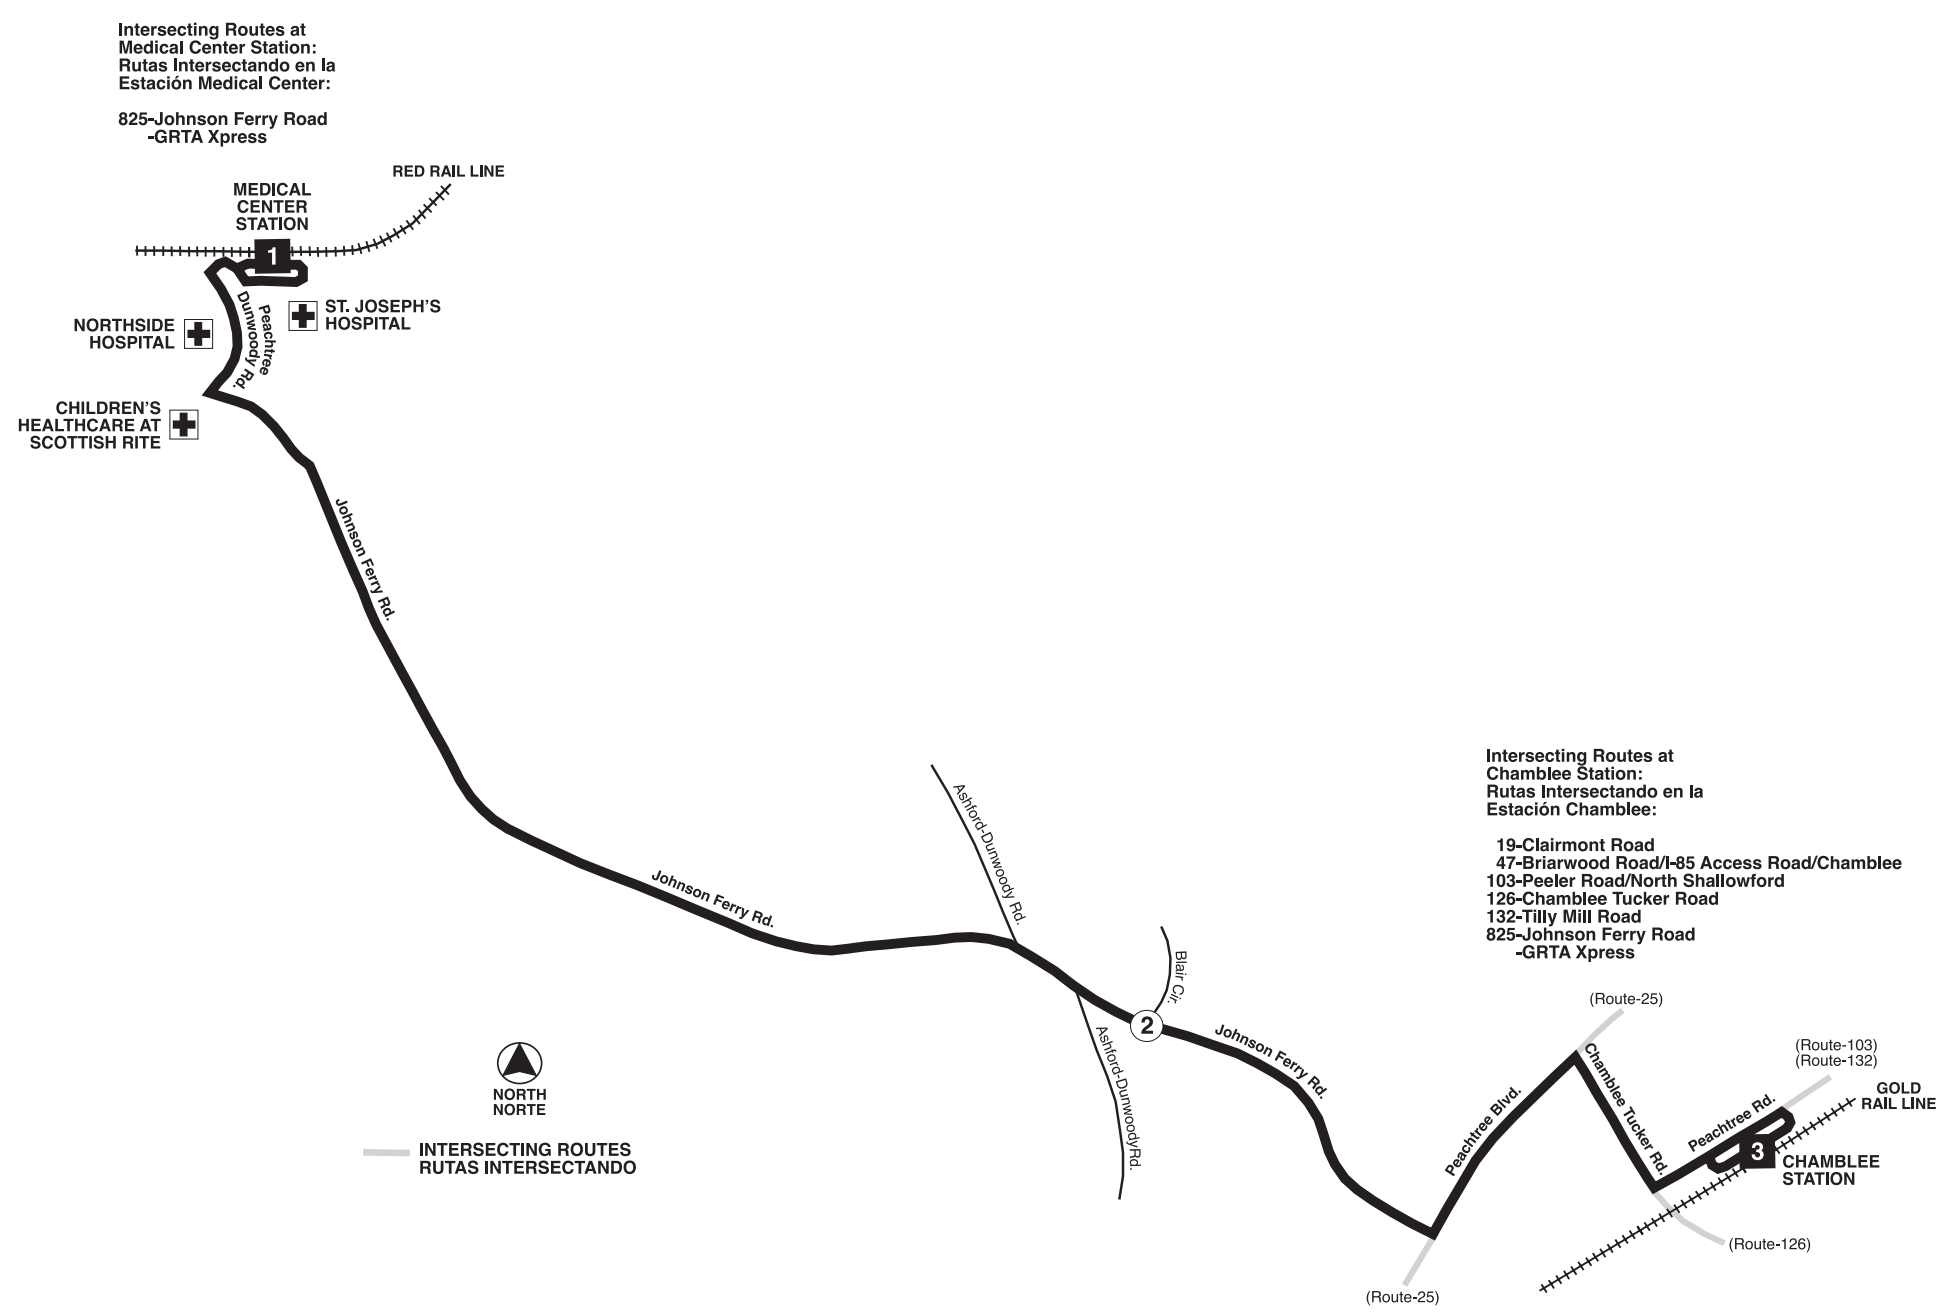 Intersecting Routes at
Medical Center Station:
Rutas Intersectando en la
Estación Medical Center:
825-Johnson Ferry Road
-GRTA Xpress
RED RAIL LINE
MEDICAL
CENTER
STATION
1
Peachtree
Dunwoody Rd.
ST. JOSEPH'S
HOSPITAL
NORTHSIDE
HOSPITAL
CHILDREN'S
HEALTHCARE AT
SCOTTISH RITE
Johnson Ferry Rd.
Johnson Ferry Rd.
Ashford-Dunwoody Rd.
Blair Cir.
2
Ashford-DunwoodyRd.
Johnson Ferry Rd.
Intersecting Routes at
Chamblee Station:
Rutas Intersectando en la
Estación Chamblee:
19-Clairmont Road
47-Briarwood Road/I-85 Access Road/Chamblee
103-Peeler Road/North Shallowford
126-Chamblee Tucker Road
132-Tilly Mill Road
825-Johnson Ferry Road
-GRTA Xpress
(Route-25)
(Route-103)
(Route-132)
GOLD
RAIL LINE
Peachtree Blvd.
Chamblee Tucker Rd.
Peachtree Rd.
3
CHAMBLEE
STATION
(Route-126)
(Route-25)
NORTH
NORTE
INTERSECTING ROUTES
RUTAS INTERSECTANDO